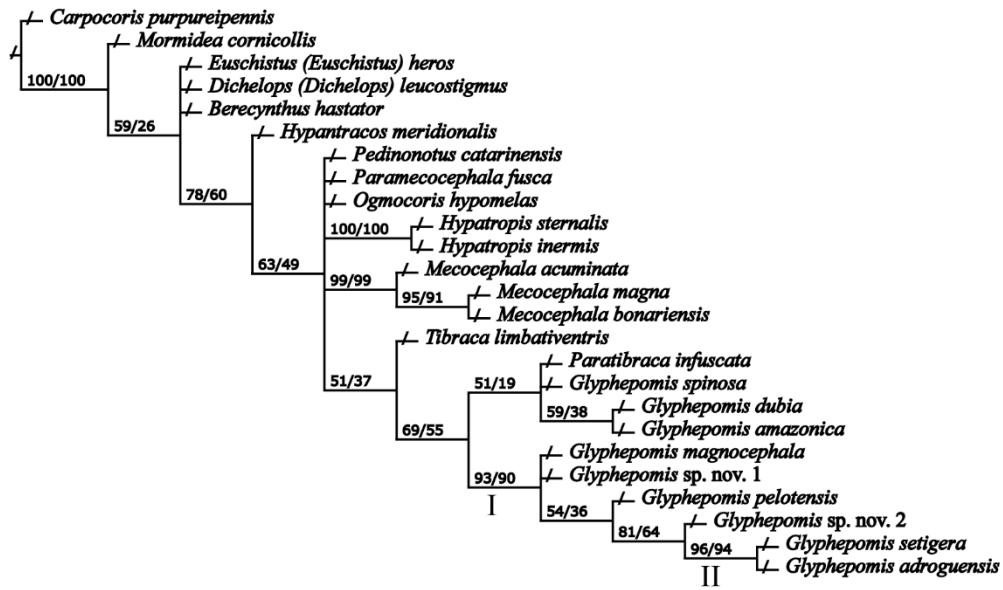 Carpocoris purpureipennis
Mormidea cornicollis
100/100
Euschistus (Euschistus) heros
Dichelops (Dichelops) leucostigmus
Berecynthus hastator
59/26
Hypantracos meridionalis
Pedinonotus catarinensis
Paramecocephala fusca
78/60
Ogmocoris hypomelas
100/100
Hypatropis sternalis
Hypatropis inermis
63/49
99/99
Mecocephala acuminata
95/91
Mecocephala magna
Mecocephala bonariensis
Tibraca limbativentris
Paratibraca infuscata
51/37
51/19
Glyphepomis spinosa
59/38
Glyphepomis dubia
Glyphepomis amazonica
69/55
Glyphepomis magnocephala
93/90
Glyphepomis sp. nov. 1
I
Glyphepomis pelotensis
54/36
Glyphepomis sp. nov. 2
81/64
Glyphepomis setigera
96/94
Glyphepomis adroguensis
II